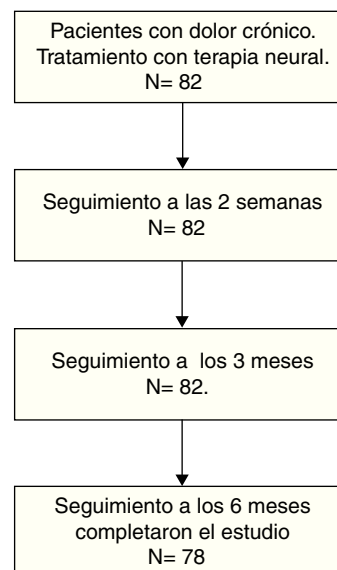 Pacientes con dolor crónico.
Tratamiento con terapia neural.
N= 82
Seguimiento a las 2 semanas
N= 82
Seguimiento a  los 3 meses
N= 82.
Seguimiento a los 6 meses
completaron el estudio
N= 78